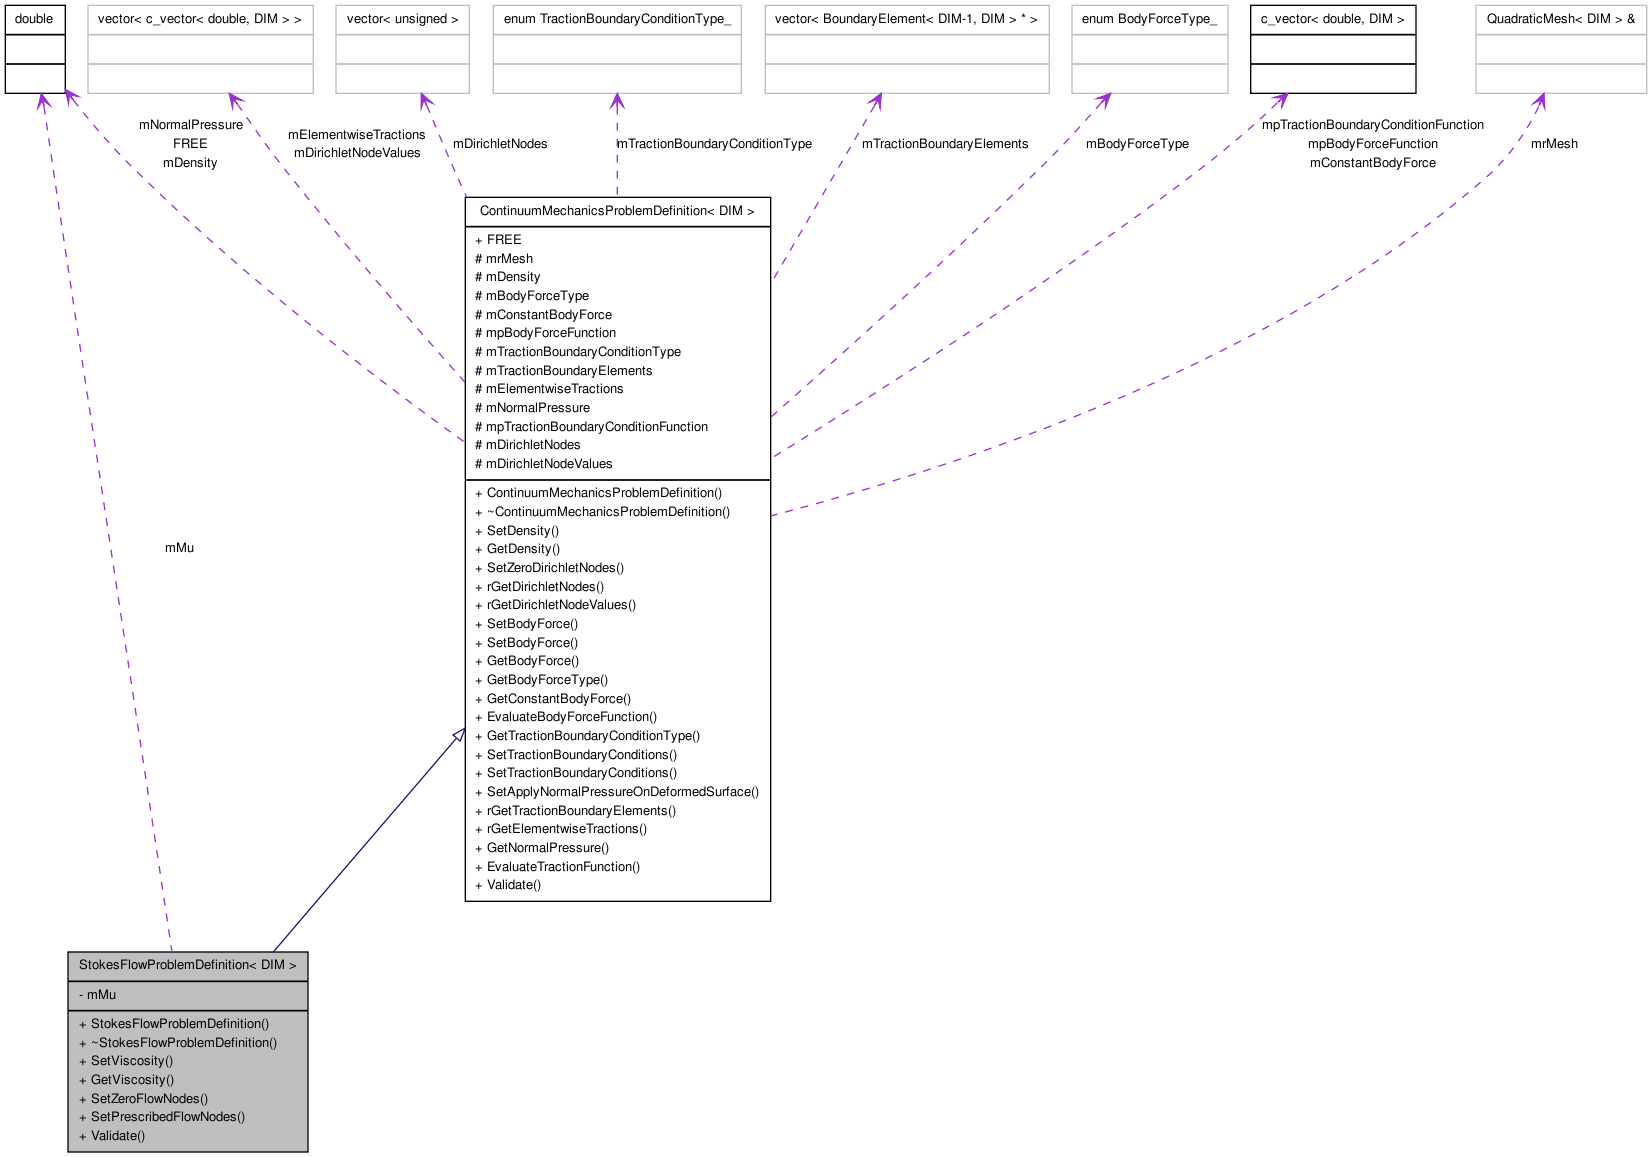 double
vector< c_vector< double, DIM > >
vector< unsigned >
enum TractionBoundaryConditionType_
vector< BoundaryElement< DIM-1, DIM > * >
enum BodyForceType_
c_vector< double, DIM >
QuadraticMesh< DIM > &
mNormalPressure
FREE
mDensity
mElementwiseTractions
mDirichletNodeValues
mDirichletNodes
mTractionBoundaryConditionType
mTractionBoundaryElements
mBodyForceType
mpTractionBoundaryConditionFunction
mpBodyForceFunction
mConstantBodyForce
mrMesh
ContinuumMechanicsProblemDefinition< DIM >
+ FREE
# mrMesh
# mDensity
# mBodyForceType
# mConstantBodyForce
# mpBodyForceFunction
# mTractionBoundaryConditionType
# mTractionBoundaryElements
# mElementwiseTractions
# mNormalPressure
# mpTractionBoundaryConditionFunction
# mDirichletNodes
# mDirichletNodeValues
+ ContinuumMechanicsProblemDefinition()
+ ~ContinuumMechanicsProblemDefinition()
+ SetDensity()
+ GetDensity()
+ SetZeroDirichletNodes()
+ rGetDirichletNodes()
+ rGetDirichletNodeValues()
+ SetBodyForce()
+ SetBodyForce()
+ GetBodyForce()
+ GetBodyForceType()
+ GetConstantBodyForce()
+ EvaluateBodyForceFunction()
+ GetTractionBoundaryConditionType()
+ SetTractionBoundaryConditions()
+ SetTractionBoundaryConditions()
+ SetApplyNormalPressureOnDeformedSurface()
+ rGetTractionBoundaryElements()
+ rGetElementwiseTractions()
+ GetNormalPressure()
+ EvaluateTractionFunction()
+ Validate()
mMu
StokesFlowProblemDefinition< DIM >
- mMu
+ StokesFlowProblemDefinition()
+ ~StokesFlowProblemDefinition()
+ SetViscosity()
+ GetViscosity()
+ SetZeroFlowNodes()
+ SetPrescribedFlowNodes()
+ Validate()